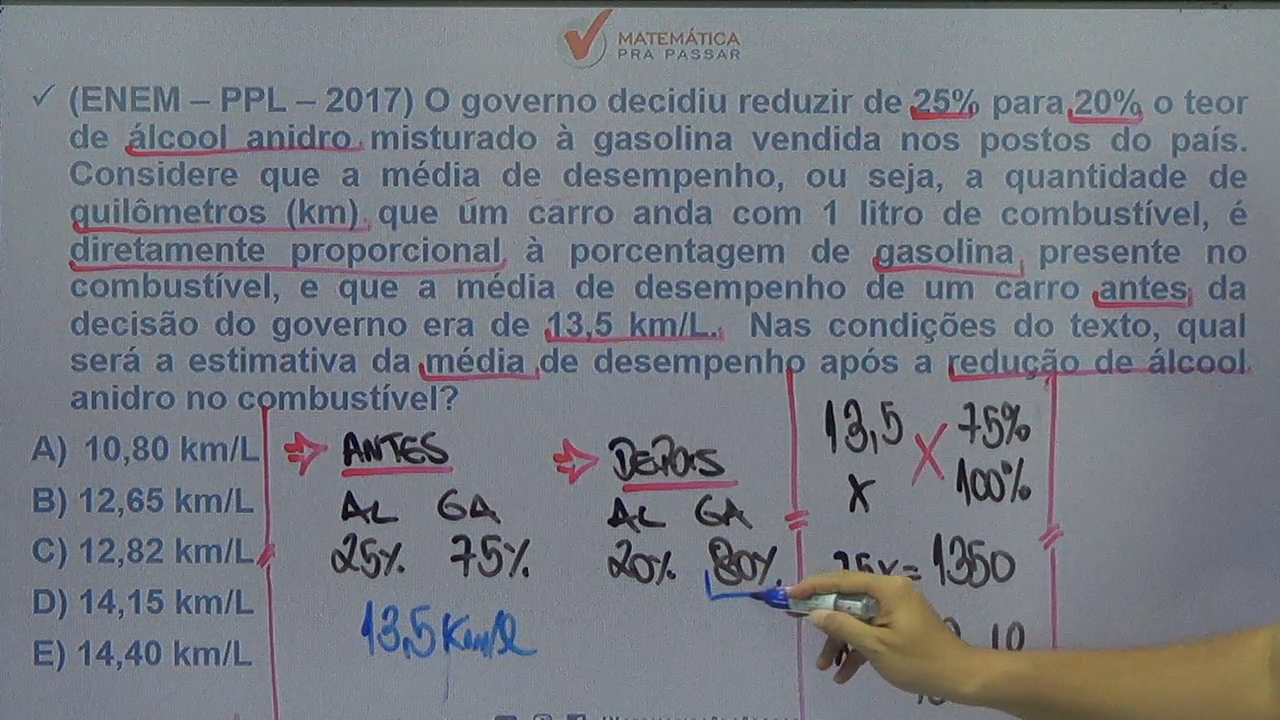 MATEMÁTICA
PRA PASSAR
✓ (ENEM – PPL – 2017) O governo decidiu reduzir de 25% para 20% o teor
de álcool anidro misturado à gasolina vendida nos postos do país.
Considere que a média de desempenho, ou seja, a quantidade de
quilômetros (km) que um carro anda com 1 litro de combustível, é
diretamente proporcional à porcentagem de gasolina presente no
combustível, e que a média de desempenho de um carro antes da
decisão do governo era de 13,5 km/L. Nas condições do texto, qual
será a estimativa da média de desempenho após a redução de álcool
anidro no combustível?
A) 10,80 km/L
B) 12,65 km/L
C) 12,82 km/L
D) 14,15 km/L
E) 14,40 km/L
⇒ ANTES
AL GA
25% 75%
13,5 Km/l
⇒ DEPOIS
AL GA
20% 80%
13,5 75%
x 100%
75x = 1350